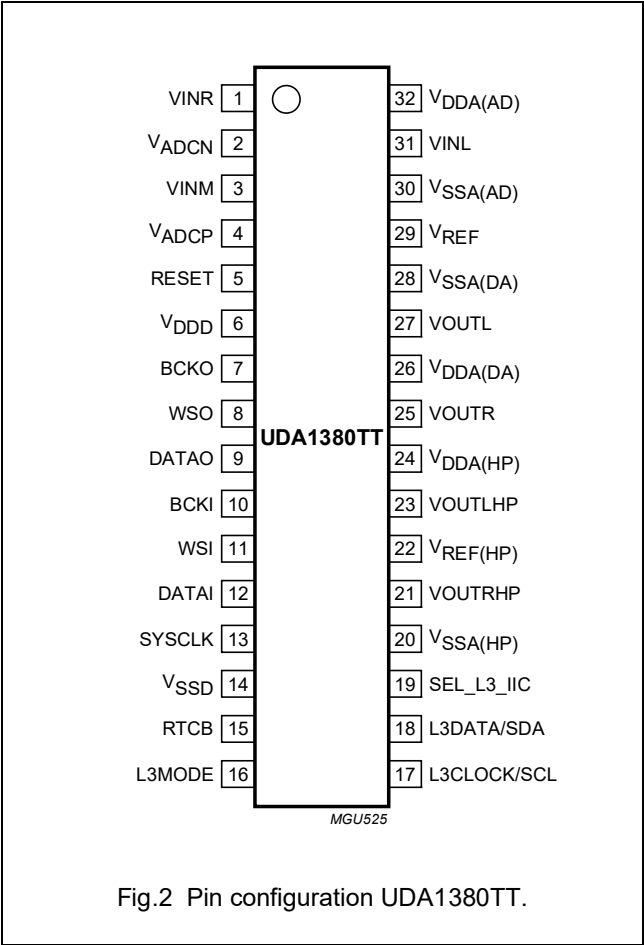 VINR 1 32 VDDA(AD)
VADCN 2 31 VINL
VINM 3 30 VSSA(AD)
VADCP 4 29 VREF
RESET 5 28 VSSA(DA)
VDDD 6 27 VOUTL
BCKO 7 26 VDDA(DA)
WSO 8 25 VOUTR
UDA1380TT
DATAO 9 24 VDDA(HP)
BCKI 10 23 VOUTLHP
WSI 11 22 VREF(HP)
DATAI 12 21 VOUTRHP
SYSCLK 13 20 VSSA(HP)
VSSD 14 19 SEL_L3_IIC
RTCB 15 18 L3DATA/SDA
L3MODE 16 17 L3CLOCK/SCL
MGU525
Fig.2 Pin configuration UDA1380TT.